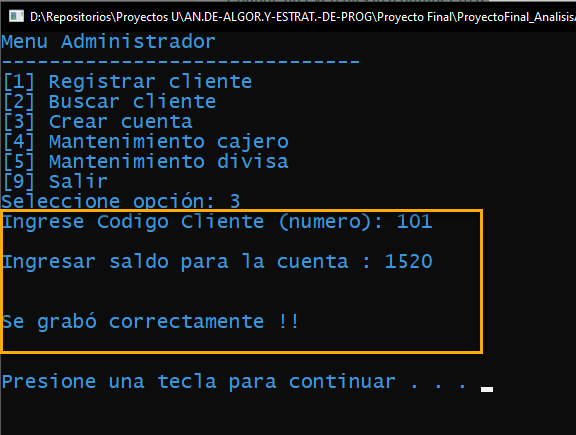 D:\Repositorios\Proyectos U\AN.DE-ALGOR.Y-ESTRAT.-DE-PROG\Proyecto Final\ProyectoFinal_Analisis
Menu Administrador
------------------------------
[1] Registrar cliente
[2] Buscar cliente
[3] Crear cuenta
[4] Mantenimiento cajero
[5] Mantenimiento divisa
[9] Salir
Seleccione opción: 3
Ingrese Codigo Cliente (numero): 101
Ingresar saldo para la cuenta : 1520
Se grabó correctamente !!
Presione una tecla para continuar . . .